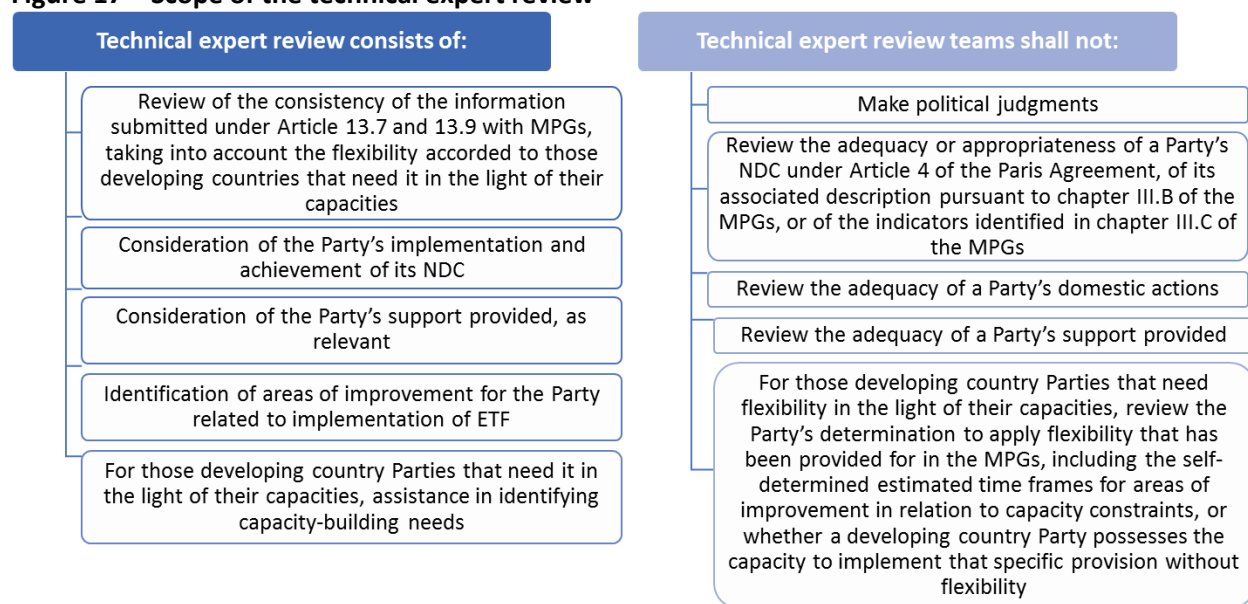 Figure 17 – Scope of the technical expert review
Technical expert review consists of:
Review of the consistency of the information
submitted under Article 13.7 and 13.9 with MPGs,
taking into account the flexibility accorded to those
developing countries that need it in the light of their
capacities
Consideration of the Party's implementation and
achievement of its NDC
Consideration of the Party's support provided, as
relevant
Identification of areas of improvement for the Party
related to implementation of ETF
For those developing country Parties that need it in
the light of their capacities, assistance in identifying
capacity-building needs
Technical expert review teams shall not:
Make political judgments
Review the adequacy or appropriateness of a Party's
NDC under Article 4 of the Paris Agreement, of its
associated description pursuant to chapter III.B of the
MPGs, or of the indicators identified in chapter III.C of
the MPGs
Review the adequacy of a Party's domestic actions
Review the adequacy of a Party's support provided
For those developing country Parties that need
flexibility in the light of their capacities, review the
Party's determination to apply flexibility that has
been provided for in the MPGs, including the self-
determined estimated time frames for areas of
improvement in relation to capacity constraints, or
whether a developing country Party possesses the
capacity to implement that specific provision without
flexibility